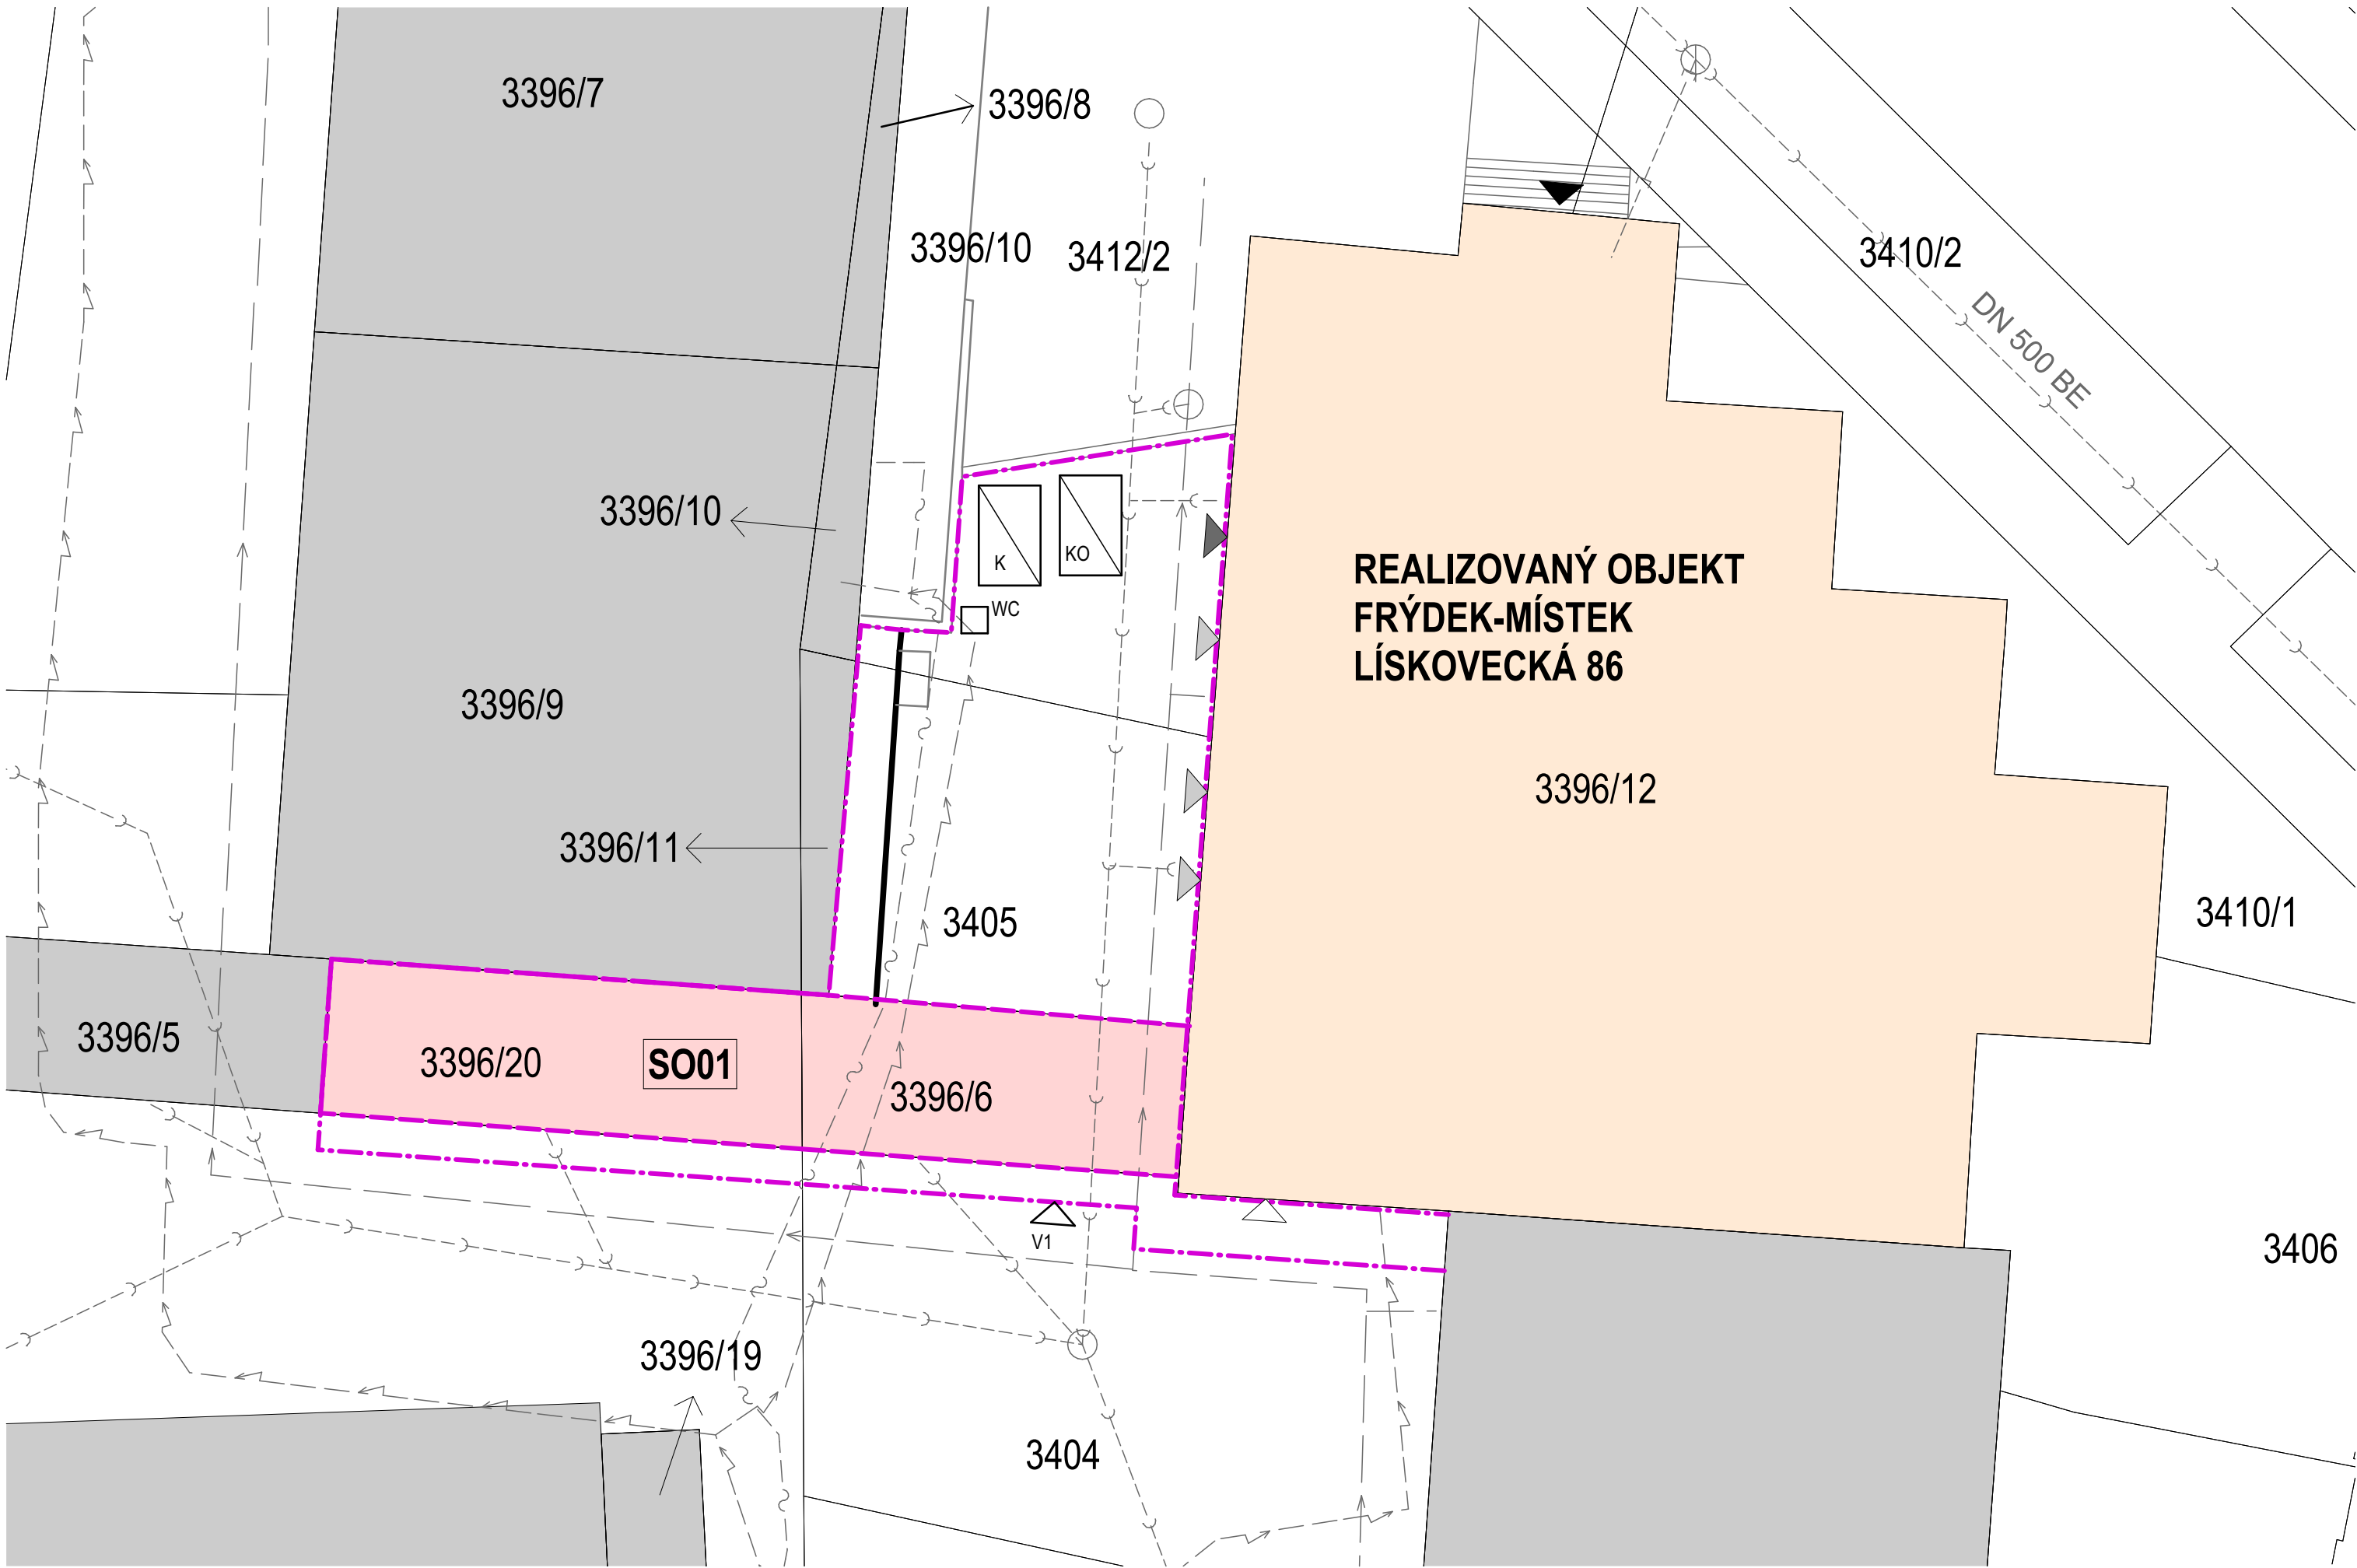 3396/7
3396/8
3396/10
3412/2
3410/2
DN 500 BE
3396/10
K
KO
WC
REALIZOVANÝ OBJEKT
FRÝDEK-MÍSTEK
LÍSKOVECKÁ 86
3396/9
3396/12
3396/11
3405
3410/1
3396/5
3396/20
SO01
3396/6
V1
3406
3396/19
3404